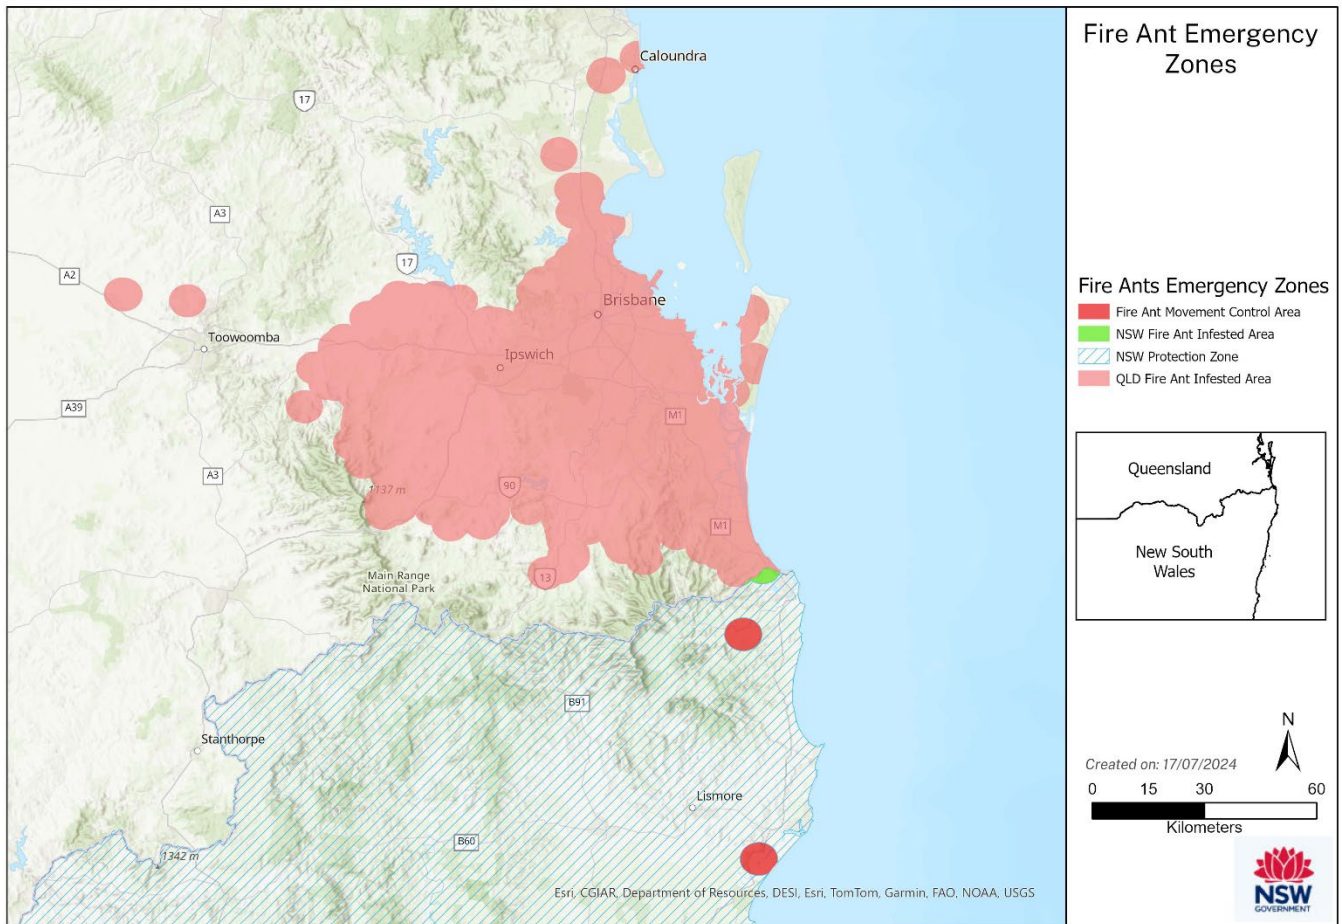 Fire Ant Emergency
Zones
Caloundra
17
A3
A2
17
Brisbane
Toowoomba
Ipswich
A39
M1
A3
90
1137 m
M1
Main Range
National Park
13
B91
Stanthorpe
Lismore
B60
1342 m
Esri, CGIAR, Department of Resources, DESI, Esri, TomTom, Garmin, FAO, NOAA, USGS
Fire Ants Emergency Zones
Fire Ant Movement Control Area
NSW Fire Ant Infested Area
NSW Protection Zone
QLD Fire Ant Infested Area
Queensland
New South
Wales
N
Created on: 17/07/2024
0 15 30 60
Kilometers
NSW
GOVERNMENT